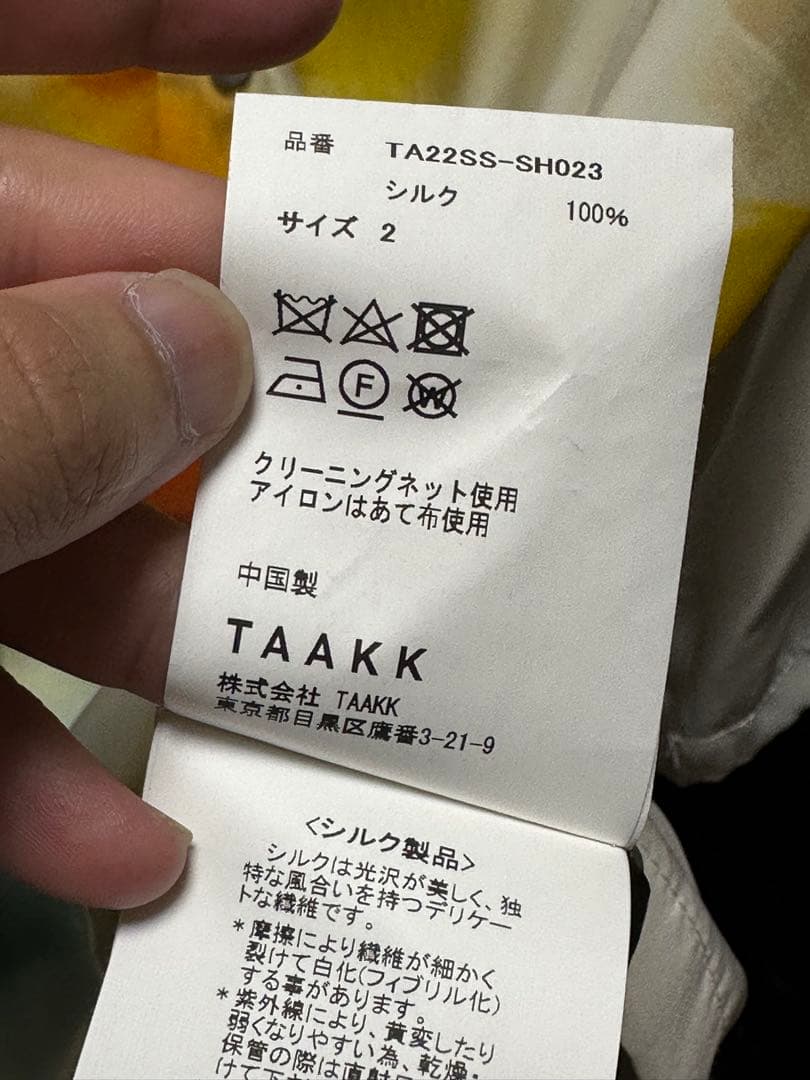 品番 TA22SS-SH023
シルク 100%
サイズ 2
F
W
クリーニングネット使用
アイロンはあて布使用
中国製
TAAKK
株式会社 TAAKK
東京都目黒区鷹番3-21-9
<シルク製品>
シルクは光沢が美しく、独
特な風合いを持つデリケー
トな繊維です。
*摩擦により繊維が細かく
裂けて白化(フィブリル化)
する事があります。
*紫外線により、黄変したり
弱くなりやすい為、乾燥・
保管の際は直射
けて下